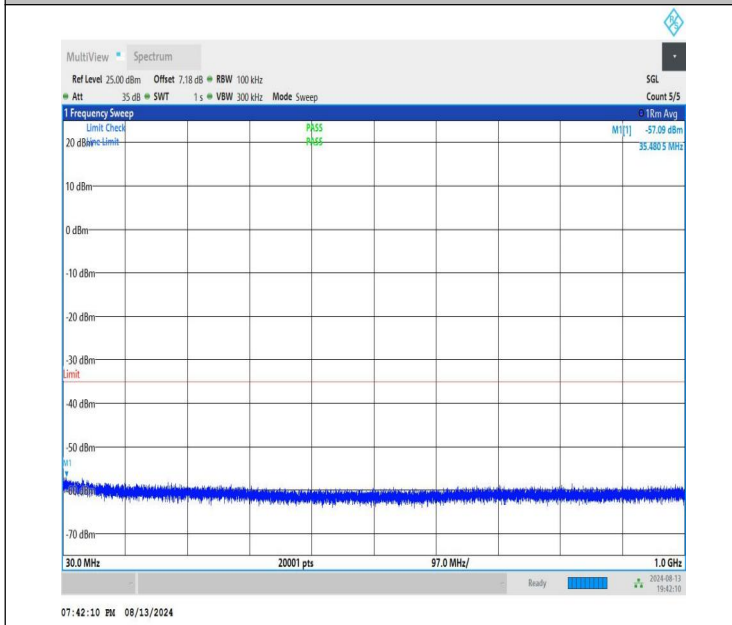 MultiView Spectrum
Ref Level 25.00 dBm Offset 7.18 dB RBW 100 kHz SGL
Att 35 dB SWT 1 s VBW 300 kHz Mode Sweep Count 5/5
1 Frequency Sweep 1Rm Avg
Limit Check PASS M1[1] -57.09 dBm
20 dBm Line Limit PASS 35.480 5 MHz
10 dBm
0 dBm
-10 dBm
-20 dBm
-30 dBm
Limit
-40 dBm
-50 dBm
M1
-60 dBm
-70 dBm
30.0 MHz 20001 pts 97.0 MHz/ 1.0 GHz
Ready 2024-08-13
19:42:10
07:42:10 PM 08/13/2024